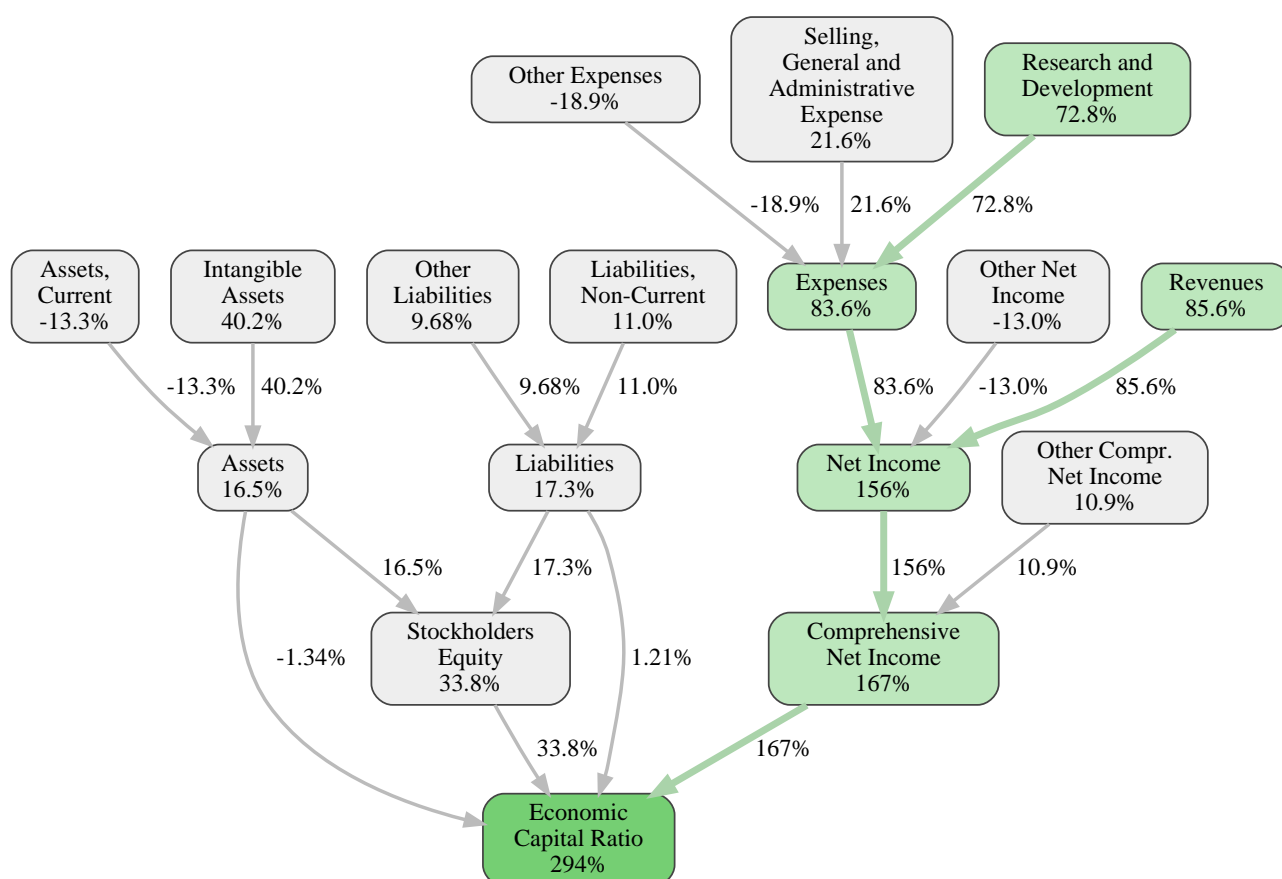 Selling,
General and
Administrative
Expense
21.6%
Other Expenses
-18.9%
Research and
Development
72.8%
-18.9%
21.6%
72.8%
Assets,
Current
-13.3%
Intangible
Assets
40.2%
Other
Liabilities
9.68%
Liabilities,
Non-Current
11.0%
Expenses
83.6%
Other Net
Income
-13.0%
Revenues
85.6%
-13.3%
40.2%
9.68%
11.0%
83.6%
-13.0%
85.6%
Assets
16.5%
Liabilities
17.3%
Net Income
156%
Other Compr.
Net Income
10.9%
16.5%
17.3%
156%
10.9%
Stockholders
Equity
33.8%
Comprehensive
Net Income
167%
-1.34%
1.21%
33.8%
167%
Economic
Capital Ratio
294%